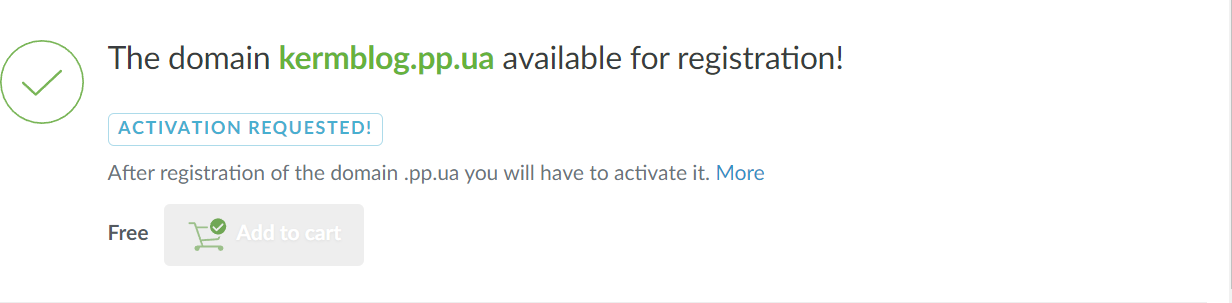 The domain kermblog.pp.ua available for registration!
ACTIVATION REQUESTED!
After registration of the domain .pp.ua you will have to activate it. More
Free Add to cart